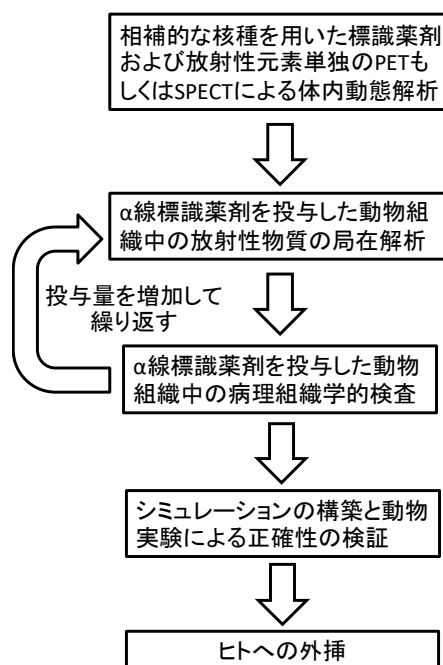 相補的な核種を用いた標識薬剤
および放射性元素単独のPETも
しくはSPECTによる体内動態解析
α線標識薬剤を投与した動物組
織中の放射性物質の局在解析
投与量を増加して
繰り返す
α線標識薬剤を投与した動物
組織中の病理組織学的検査
シミュレーションの構築と動物
実験による正確性の検証
ヒトへの外挿